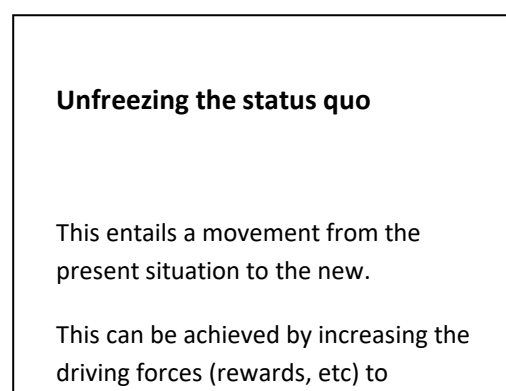 Unfreezing the status quo
This entails a movement from the
present situation to the new.
This can be achieved by increasing the
driving forces (rewards, etc) to